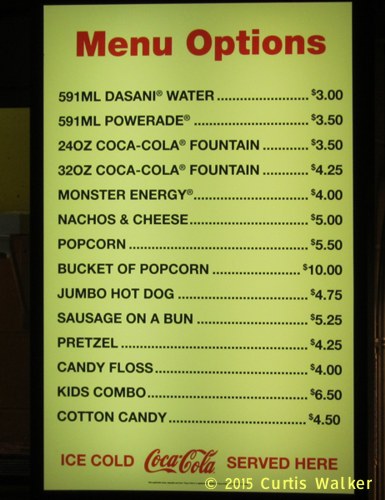 Menu Options
591ML DASANI® WATER ........................ $3.00
591ML POWERADE® .............................. $3.50
24OZ COCA-COLA® FOUNTAIN ............ $3.50
32OZ COCA-COLA® FOUNTAIN ............ $4.25
MONSTER ENERGY® .............................. $4.00
NACHOS & CHEESE ............................... $5.00
POPCORN ................................................ $5.50
BUCKET OF POPCORN ........................ $10.00
JUMBO HOT DOG ................................... $4.75
SAUSAGE ON A BUN ............................. $5.25
PRETZEL .................................................. $4.25
CANDY FLOSS ......................................... $4.00
KIDS COMBO ........................................... $6.50
COTTON CANDY ..................................... $4.50
ICE COLD Coca-Cola SERVED HERE
© 2015 Curtis Walker